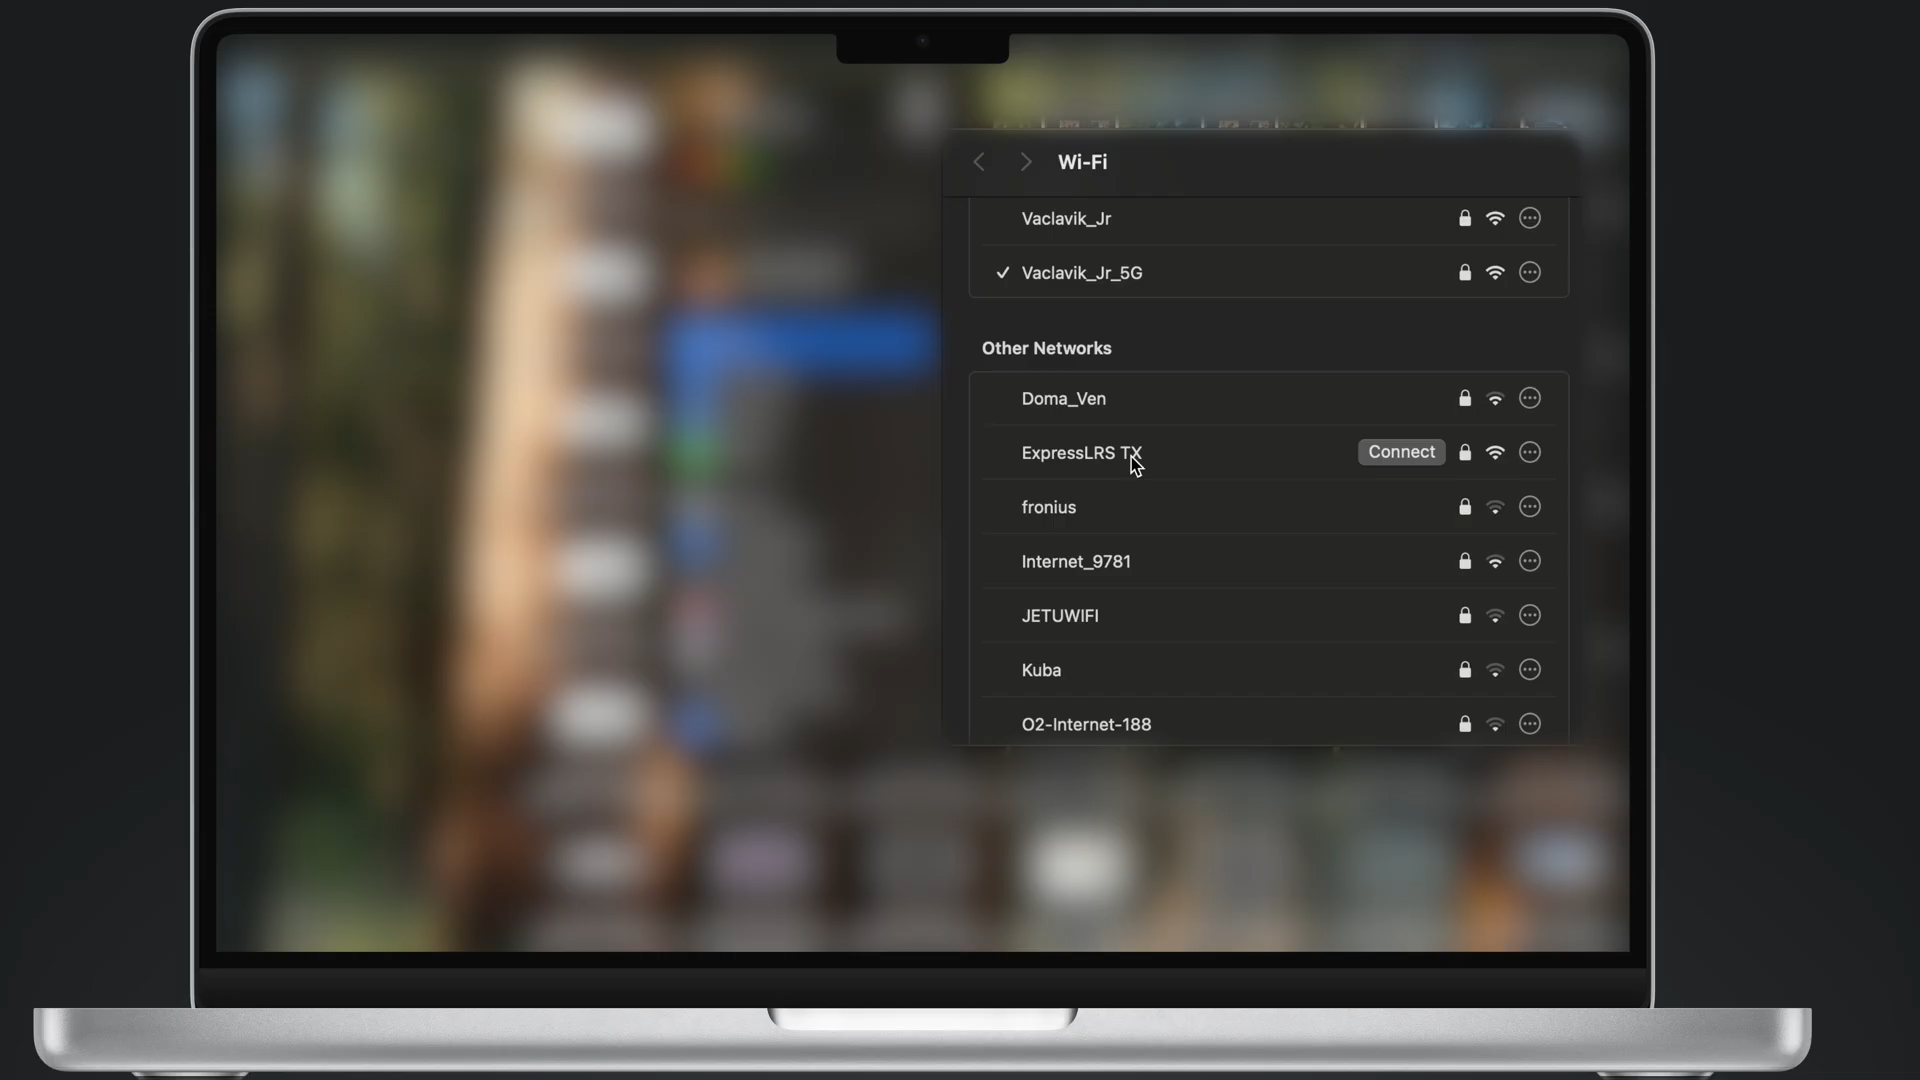 Wi-Fi
Vaclavik_Jr
Vaclavik_Jr_5G
Other Networks
Doma_Ven
ExpressLRS TX
Connect
fronius
Internet_9781
JETUWIFI
Kuba
O2-Internet-188